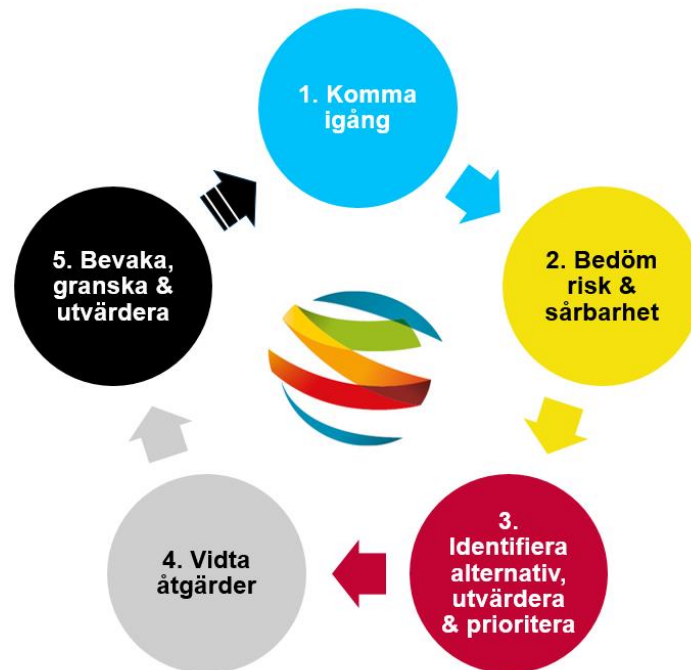 1. Komma
igång
2. Bedöm
risk &
sårbarhet
3.
Identifiera
alternativ,
utvärdera
& prioritera
4. Vidta
åtgärder
5. Bevaka,
granska &
utvärdera